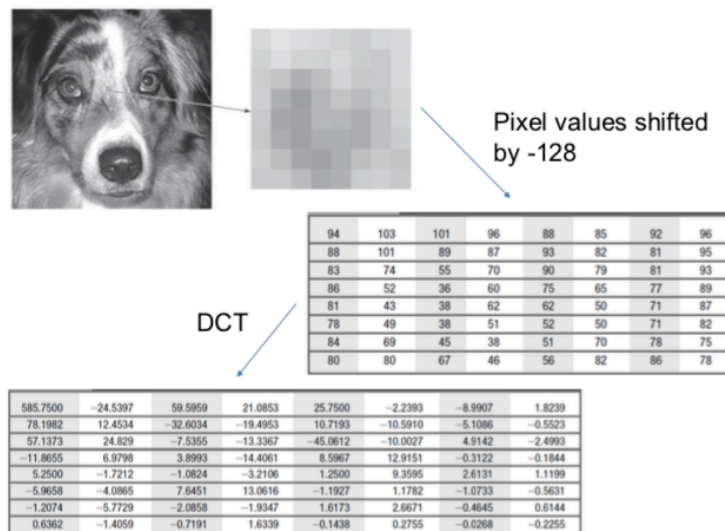 Pixel values shifted
by -128
94 103 101 96 88 85 92 96
88 101 89 87 93 82 81 95
83 74 55 70 90 79 81 93
86 52 36 60 75 65 77 89
81 43 38 62 62 50 71 87
78 49 38 51 52 50 71 82
84 69 45 38 51 70 78 75
80 80 67 46 56 82 86 78
DCT
585.7500 −24.5397 59.5959 21.0853 25.7500 −2.2393 −8.9907 1.8239
78.1982 12.4534 −32.6034 −19.4953 10.7193 −10.5910 −5.1086 −0.5523
57.1373 24.829 −7.5355 −13.3367 −45.0612 −10.0027 4.9142 −2.4993
−11.8655 6.9798 3.8993 −14.4061 8.5967 12.9151 −0.3122 −0.1844
5.2500 −1.7212 −1.0824 −3.2106 1.2500 9.3595 2.6131 1.1199
−5.9658 −4.0865 7.6451 13.0616 −1.1927 1.1782 −1.0733 −0.5631
−1.2074 −5.7729 −2.0858 −1.9347 1.6173 2.6671 −0.4645 0.6144
0.6362 −1.4059 −0.7191 1.6339 −0.1438 0.2755 −0.0268 −0.2255